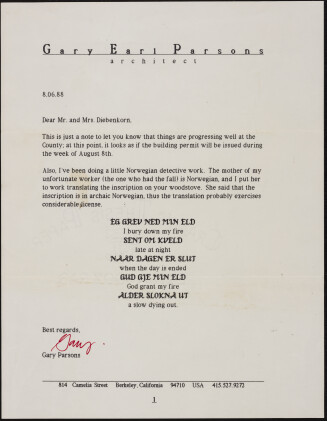 Gary Earl Parsons
architect
8.06.88
Dear Mr. and Mrs. Diebenkorn,
This is just a note to let you know that things are progressing well at the
County; at this point, it looks as if the building permit will be issued during
the week of August 8th.
Also, I've been doing a little Norwegian detective work. The mother of my
unfortunate worker (the one who had the fall) is Norwegian, and I put her
to work translating the inscription on your woodstove. She said that the
inscription is in archaic Norwegian, thus the translation probably exercises
considerable license.
EG GREV NED MIN ELD
I bury down my fire
SENT OM KVELD
late at night
NAAR DAGEN ER SLUT
when the day is ended
GUD GJE MIN ELD
God grant my fire
ALDER SLOKNA UT
a slow dying out.
Best regards,
Gary
Gary Parsons
814 Camelia Street Berkeley, California 94710 USA 415.527.9272
1